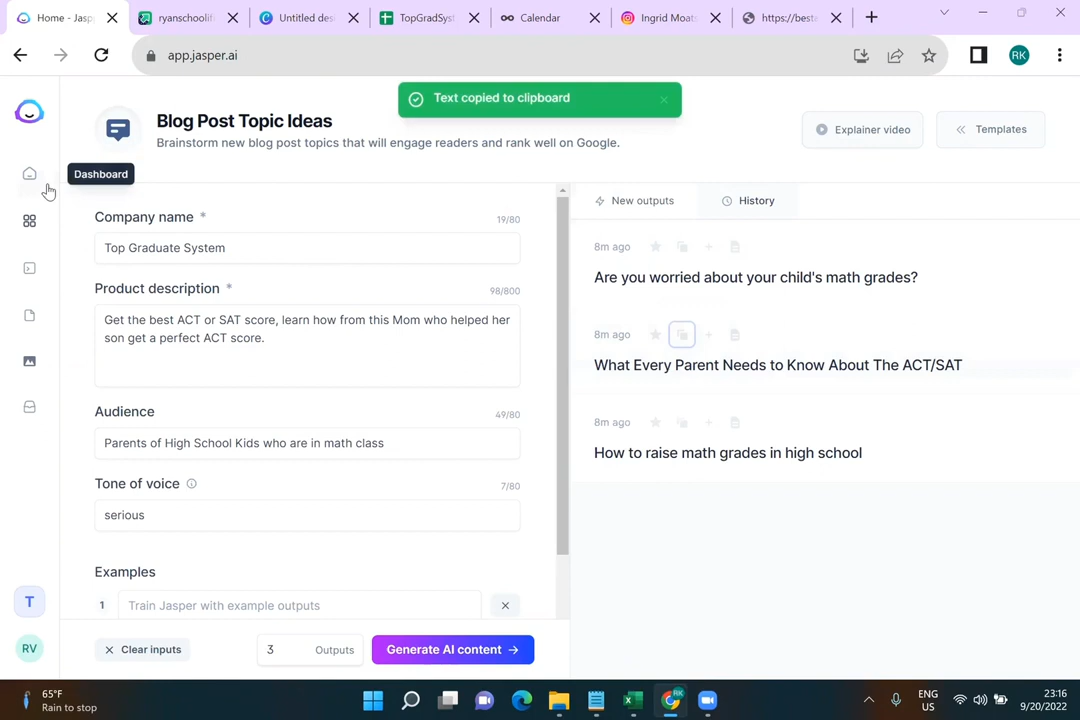 Home - Jasp
ryanschoolif
Untitled des
TopGradSys
Calendar
Ingrid Moats
https://besta
app.jasper.ai
RK
Text copied to clipboard
Blog Post Topic Ideas
Brainstorm new blog post topics that will engage readers and rank well on Google.
Explainer video
Templates
Dashboard
Company name *
19/80
Top Graduate System
Product description *
98/800
Get the best ACT or SAT score, learn how from this Mom who helped her
son get a perfect ACT score.
Audience
49/80
Parents of High School Kids who are in math class
Tone of voice
7/80
serious
Examples
1
Train Jasper with example outputs
Clear inputs
3
Outputs
Generate AI content
New outputs
History
8m ago
Are you worried about your child's math grades?
8m ago
What Every Parent Needs to Know About The ACT/SAT
8m ago
How to raise math grades in high school
T
RV
65°F
Rain to stop
RK
ENG
US
23:16
9/20/2022